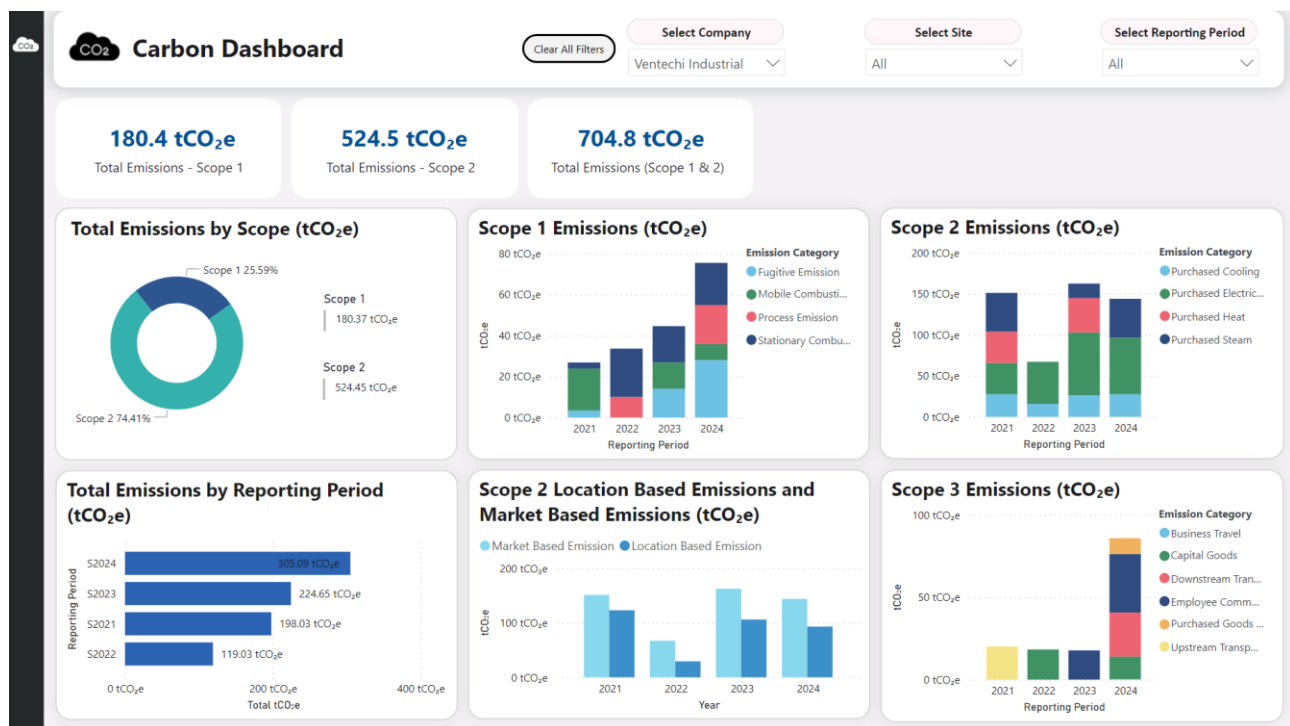 CO₂
CO₂
Carbon Dashboard
Clear All Filters
Select Company
Ventechi Industrial
Select Site
All
Select Reporting Period
All
180.4 tCO₂e
Total Emissions - Scope 1
524.5 tCO₂e
Total Emissions - Scope 2
704.8 tCO₂e
Total Emissions (Scope 1 & 2)
Total Emissions by Scope (tCO₂e)
Scope 1 25.59%
Scope 2 74.41%
Scope 1
180.37 tCO₂e
Scope 2
524.45 tCO₂e
Scope 1 Emissions (tCO₂e)
80 tCO₂e
60 tCO₂e
40 tCO₂e
20 tCO₂e
0 tCO₂e
tCO₂e
2021 2022 2023 2024
Reporting Period
Emission Category
Fugitive Emission
Mobile Combusti...
Process Emission
Stationary Combu...
Scope 2 Emissions (tCO₂e)
200 tCO₂e
150 tCO₂e
100 tCO₂e
50 tCO₂e
0 tCO₂e
tCO₂e
2021 2022 2023 2024
Reporting Period
Emission Category
Purchased Cooling
Purchased Electric...
Purchased Heat
Purchased Steam
Total Emissions by Reporting Period
(tCO₂e)
Reporting Period
S2024 305.09 tCO₂e
S2023 224.65 tCO₂e
S2021 198.03 tCO₂e
S2022 119.03 tCO₂e
0 tCO₂e 200 tCO₂e 400 tCO₂e
Total tCO₂e
Scope 2 Location Based Emissions and
Market Based Emissions (tCO₂e)
Market Based Emission Location Based Emission
200 tCO₂e
100 tCO₂e
0 tCO₂e
tCO₂e
2021 2022 2023 2024
Year
Scope 3 Emissions (tCO₂e)
100 tCO₂e
50 tCO₂e
0 tCO₂e
tCO₂e
2021 2022 2023 2024
Reporting Period
Emission Category
Business Travel
Capital Goods
Downstream Tran...
Employee Comm...
Purchased Goods ...
Upstream Transp...